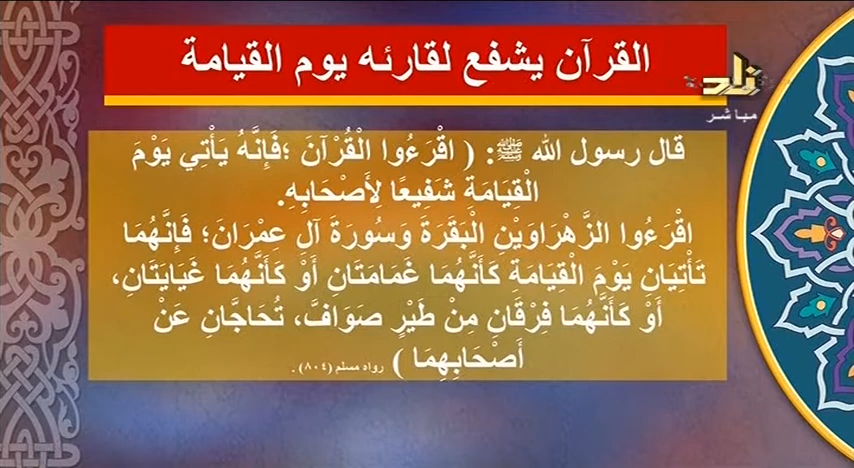 القرآن يشفع لقارئه يوم القيامة
زاد
مباشر
قال رسول الله ﷺ: ( اقْرَءُوا الْقُرْآنَ ؛فَإِنَّهُ يَأْتِي يَوْمَ
الْقِيَامَةِ شَفِيعًا لِأَصْحَابِهِ.
اقْرَءُوا الزَّهْرَاوَيْنِ الْبَقَرَةَ وَسُورَةَ آلِ عِمْرَانَ؛ فَإِنَّهُمَا
تَأْتِيَانِ يَوْمَ الْقِيَامَةِ كَأَنَّهُمَا غَمَامَتَانِ أَوْ كَأَنَّهُمَا غَيَايَتَانِ،
أَوْ كَأَنَّهُمَا فِرْقَانِ مِنْ طَيْرٍ صَوَافَّ، تُحَاجَّانِ عَنْ
أَصْحَابِهِمَا ) رواه مسلم (٨٠٤) .